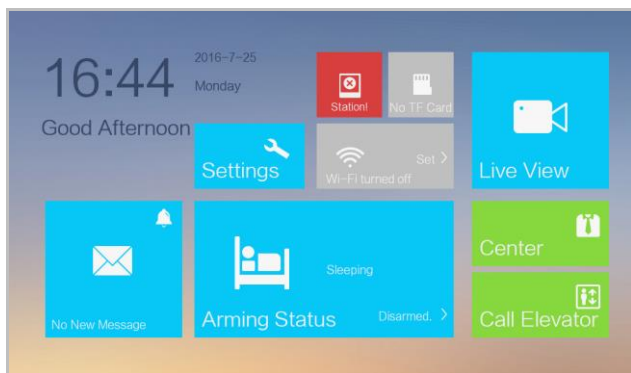 16:44
2016-7-25
Monday
Good Afternoon
Station!
No TF Card
Settings
Set >
Wi-Fi turned off
Live View
No New Message
Sleeping
Arming Status
Disarmed. >
Center
Call Elevator